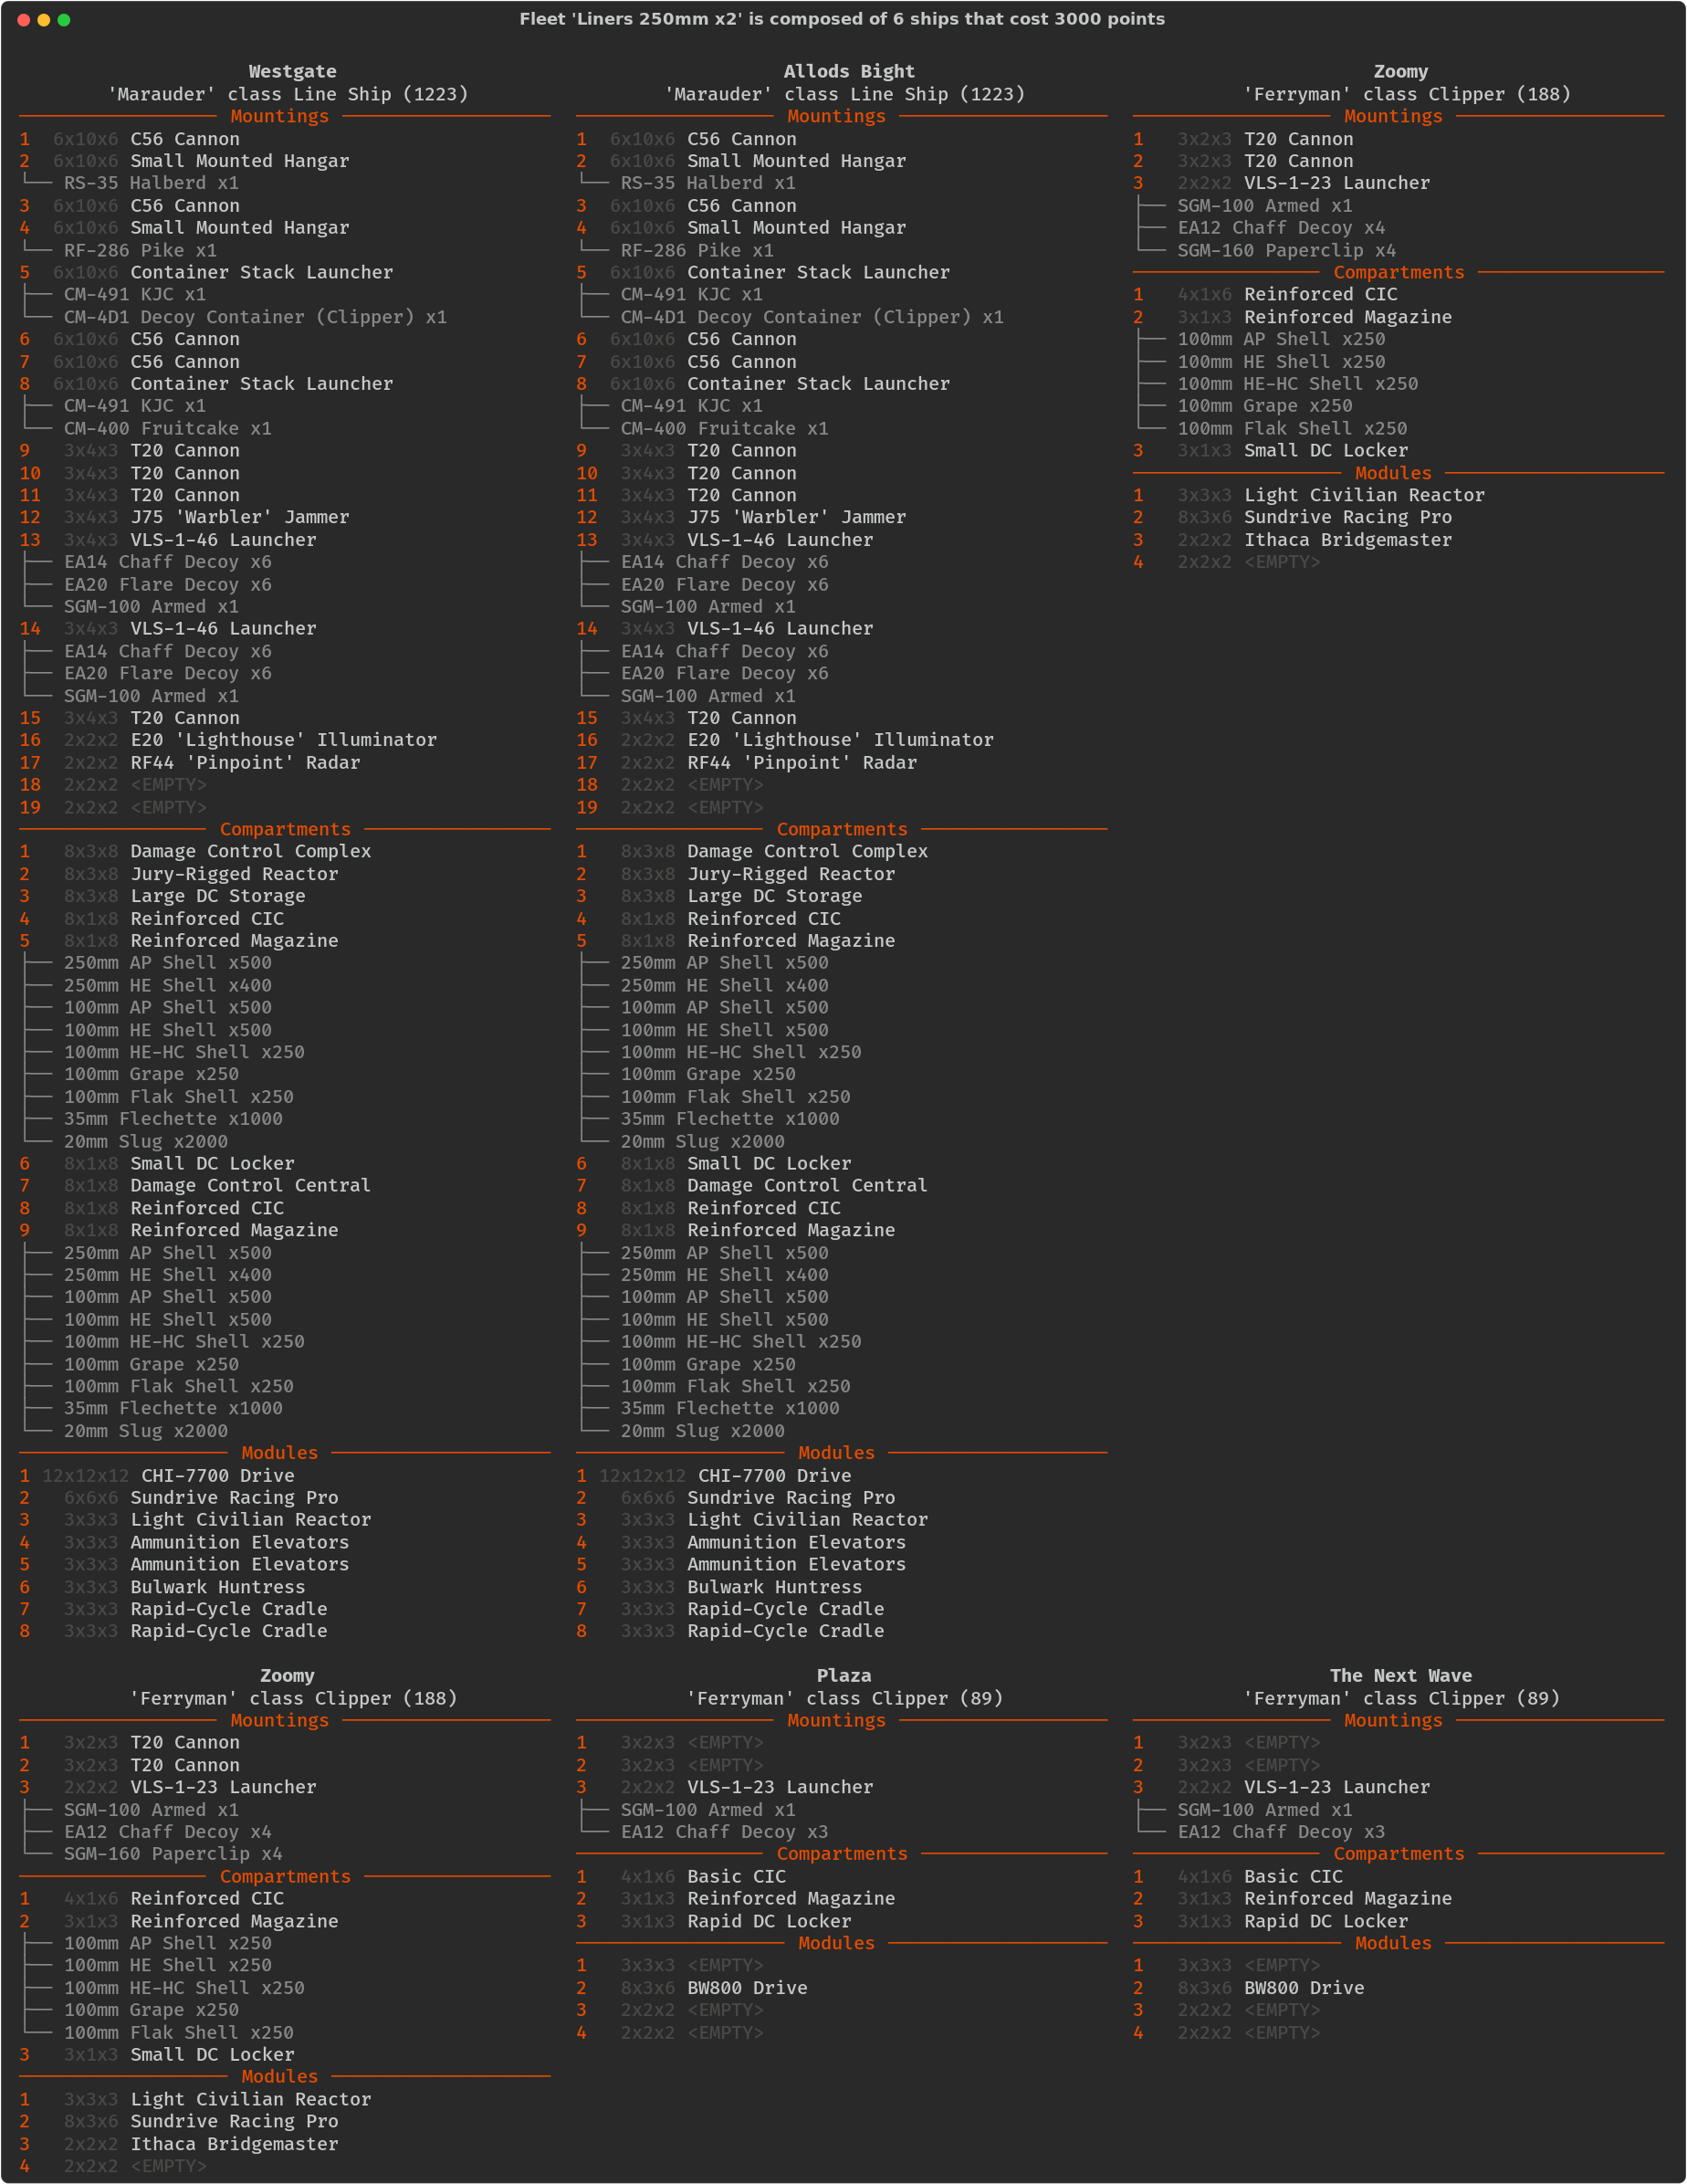 Fleet 'Liners 250mm x2' is composed of 6 ships that cost 3000 points
Westgate
'Marauder' class Line Ship (1223)
Mountings
1 6x10x6 C56 Cannon
2 6x10x6 Small Mounted Hangar
RS-35 Halberd x1
3 6x10x6 C56 Cannon
4 6x10x6 Small Mounted Hangar
RF-286 Pike x1
5 6x10x6 Container Stack Launcher
CM-491 KJC x1
CM-4D1 Decoy Container (Clipper) x1
6 6x10x6 C56 Cannon
7 6x10x6 C56 Cannon
8 6x10x6 Container Stack Launcher
CM-491 KJC x1
CM-400 Fruitcake x1
9 3x4x3 T20 Cannon
10 3x4x3 T20 Cannon
11 3x4x3 T20 Cannon
12 3x4x3 J75 'Warbler' Jammer
13 3x4x3 VLS-1-46 Launcher
EA14 Chaff Decoy x6
EA20 Flare Decoy x6
SGM-100 Armed x1
14 3x4x3 VLS-1-46 Launcher
EA14 Chaff Decoy x6
EA20 Flare Decoy x6
SGM-100 Armed x1
15 3x4x3 T20 Cannon
16 2x2x2 E20 'Lighthouse' Illuminator
17 2x2x2 RF44 'Pinpoint' Radar
18 2x2x2 <EMPTY>
19 2x2x2 <EMPTY>
Compartments
1 8x3x8 Damage Control Complex
2 8x3x8 Jury-Rigged Reactor
3 8x3x8 Large DC Storage
4 8x1x8 Reinforced CIC
5 8x1x8 Reinforced Magazine
250mm AP Shell x500
250mm HE Shell x400
100mm AP Shell x500
100mm HE Shell x500
100mm HE-HC Shell x250
100mm Grape x250
100mm Flak Shell x250
35mm Flechette x1000
20mm Slug x2000
6 8x1x8 Small DC Locker
7 8x1x8 Damage Control Central
8 8x1x8 Reinforced CIC
9 8x1x8 Reinforced Magazine
250mm AP Shell x500
250mm HE Shell x400
100mm AP Shell x500
100mm HE Shell x500
100mm HE-HC Shell x250
100mm Grape x250
100mm Flak Shell x250
35mm Flechette x1000
20mm Slug x2000
Modules
1 12x12x12 CHI-7700 Drive
2 6x6x6 Sundrive Racing Pro
3 3x3x3 Light Civilian Reactor
4 3x3x3 Ammunition Elevators
5 3x3x3 Ammunition Elevators
6 3x3x3 Bulwark Huntress
7 3x3x3 Rapid-Cycle Cradle
8 3x3x3 Rapid-Cycle Cradle
Allods Bight
'Marauder' class Line Ship (1223)
Mountings
1 6x10x6 C56 Cannon
2 6x10x6 Small Mounted Hangar
RS-35 Halberd x1
3 6x10x6 C56 Cannon
4 6x10x6 Small Mounted Hangar
RF-286 Pike x1
5 6x10x6 Container Stack Launcher
CM-491 KJC x1
CM-4D1 Decoy Container (Clipper) x1
6 6x10x6 C56 Cannon
7 6x10x6 C56 Cannon
8 6x10x6 Container Stack Launcher
CM-491 KJC x1
CM-400 Fruitcake x1
9 3x4x3 T20 Cannon
10 3x4x3 T20 Cannon
11 3x4x3 T20 Cannon
12 3x4x3 J75 'Warbler' Jammer
13 3x4x3 VLS-1-46 Launcher
EA14 Chaff Decoy x6
EA20 Flare Decoy x6
SGM-100 Armed x1
14 3x4x3 VLS-1-46 Launcher
EA14 Chaff Decoy x6
EA20 Flare Decoy x6
SGM-100 Armed x1
15 3x4x3 T20 Cannon
16 2x2x2 E20 'Lighthouse' Illuminator
17 2x2x2 RF44 'Pinpoint' Radar
18 2x2x2 <EMPTY>
19 2x2x2 <EMPTY>
Compartments
1 8x3x8 Damage Control Complex
2 8x3x8 Jury-Rigged Reactor
3 8x3x8 Large DC Storage
4 8x1x8 Reinforced CIC
5 8x1x8 Reinforced Magazine
250mm AP Shell x500
250mm HE Shell x400
100mm AP Shell x500
100mm HE Shell x500
100mm HE-HC Shell x250
100mm Grape x250
100mm Flak Shell x250
35mm Flechette x1000
20mm Slug x2000
6 8x1x8 Small DC Locker
7 8x1x8 Damage Control Central
8 8x1x8 Reinforced CIC
9 8x1x8 Reinforced Magazine
250mm AP Shell x500
250mm HE Shell x400
100mm AP Shell x500
100mm HE Shell x500
100mm HE-HC Shell x250
100mm Grape x250
100mm Flak Shell x250
35mm Flechette x1000
20mm Slug x2000
Modules
1 12x12x12 CHI-7700 Drive
2 6x6x6 Sundrive Racing Pro
3 3x3x3 Light Civilian Reactor
4 3x3x3 Ammunition Elevators
5 3x3x3 Ammunition Elevators
6 3x3x3 Bulwark Huntress
7 3x3x3 Rapid-Cycle Cradle
8 3x3x3 Rapid-Cycle Cradle
Zoomy
'Ferryman' class Clipper (188)
Mountings
1 3x2x3 T20 Cannon
2 3x2x3 T20 Cannon
3 2x2x2 VLS-1-23 Launcher
SGM-100 Armed x1
EA12 Chaff Decoy x4
SGM-160 Paperclip x4
Compartments
1 4x1x6 Reinforced CIC
2 3x1x3 Reinforced Magazine
100mm AP Shell x250
100mm HE Shell x250
100mm HE-HC Shell x250
100mm Grape x250
100mm Flak Shell x250
3 3x1x3 Small DC Locker
Modules
1 3x3x3 Light Civilian Reactor
2 8x3x6 Sundrive Racing Pro
3 2x2x2 Ithaca Bridgemaster
4 2x2x2 <EMPTY>
Zoomy
'Ferryman' class Clipper (188)
Mountings
1 3x2x3 T20 Cannon
2 3x2x3 T20 Cannon
3 2x2x2 VLS-1-23 Launcher
SGM-100 Armed x1
EA12 Chaff Decoy x4
SGM-160 Paperclip x4
Compartments
1 4x1x6 Reinforced CIC
2 3x1x3 Reinforced Magazine
100mm AP Shell x250
100mm HE Shell x250
100mm HE-HC Shell x250
100mm Grape x250
100mm Flak Shell x250
3 3x1x3 Small DC Locker
Modules
1 3x3x3 Light Civilian Reactor
2 8x3x6 Sundrive Racing Pro
3 2x2x2 Ithaca Bridgemaster
4 2x2x2 <EMPTY>
Plaza
'Ferryman' class Clipper (89)
Mountings
1 3x2x3 <EMPTY>
2 3x2x3 <EMPTY>
3 2x2x2 VLS-1-23 Launcher
SGM-100 Armed x1
EA12 Chaff Decoy x3
Compartments
1 4x1x6 Basic CIC
2 3x1x3 Reinforced Magazine
3 3x1x3 Rapid DC Locker
Modules
1 3x3x3 <EMPTY>
2 8x3x6 BW800 Drive
3 2x2x2 <EMPTY>
4 2x2x2 <EMPTY>
The Next Wave
'Ferryman' class Clipper (89)
Mountings
1 3x2x3 <EMPTY>
2 3x2x3 <EMPTY>
3 2x2x2 VLS-1-23 Launcher
SGM-100 Armed x1
EA12 Chaff Decoy x3
Compartments
1 4x1x6 Basic CIC
2 3x1x3 Reinforced Magazine
3 3x1x3 Rapid DC Locker
Modules
1 3x3x3 <EMPTY>
2 8x3x6 BW800 Drive
3 2x2x2 <EMPTY>
4 2x2x2 <EMPTY>